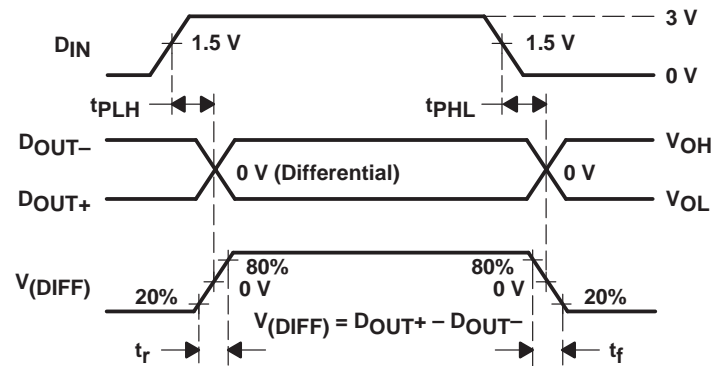 3 V
DIN
1.5 V
1.5 V
0 V
tPLH
tPHL
DOUT–
VOH
0 V (Differential)
0 V
DOUT+
VOL
80%
80%
V(DIFF)
0 V
0 V
20%
20%
V(DIFF) = DOUT+ – DOUT–
tr
tf